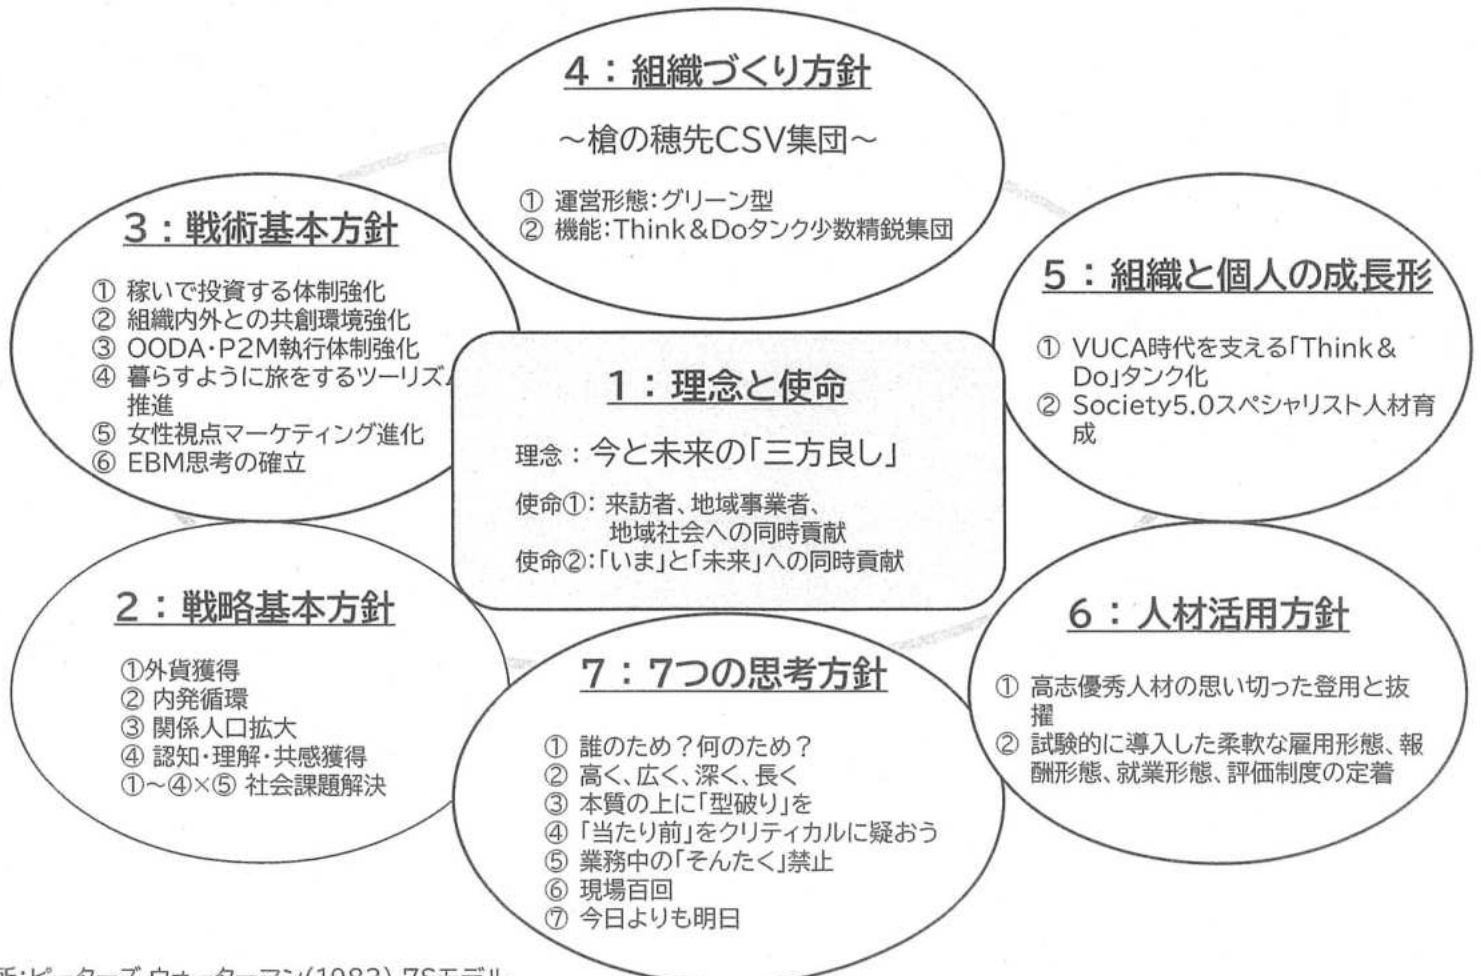 4：組織づくり方針
～槍の穂先CSV集団～
① 運営形態:グリーン型
② 機能:Think＆Doタンク少数精鋭集団
3：戦術基本方針
① 稼いで投資する体制強化
② 組織内外との共創環境強化
③ OODA・P2M執行体制強化
④ 暮らすように旅をするツーリズム
推進
⑤ 女性視点マーケティング進化
⑥ EBM思考の確立
5：組織と個人の成長形
① VUCA時代を支える「Think＆
Do」タンク化
② Society5.0スペシャリスト人材育
成
1：理念と使命
理念：今と未来の「三方良し」
使命①：来訪者、地域事業者、
地域社会への同時貢献
使命②：「いま」と「未来」への同時貢献
2：戦略基本方針
①外貨獲得
② 内発循環
③ 関係人口拡大
④ 認知・理解・共感獲得
①～④×⑤ 社会課題解決
6：人材活用方針
① 高志優秀人材の思い切った登用と抜
擢
② 試験的に導入した柔軟な雇用形態、報
酬形態、就業形態、評価制度の定着
7：7つの思考方針
① 誰のため？何のため？
② 高く、広く、深く、長く
③ 本質の上に「型破り」を
④ 「当たり前」をクリティカルに疑おう
⑤ 業務中の「そんたく」禁止
⑥ 現場百回
⑦ 今日よりも明日
所：ピーターズ,ウォーターマン(1982) 7Sモデル